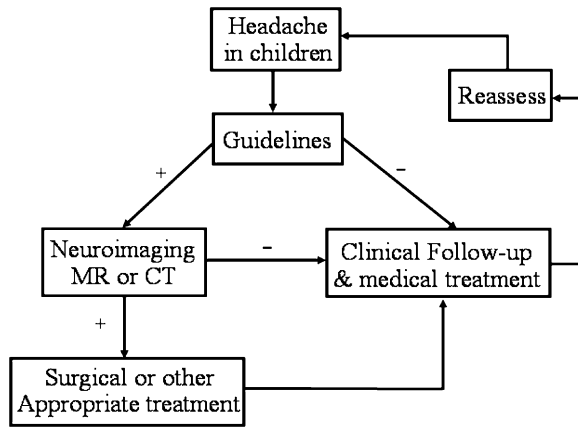 Headache
in children
Reassess
Guidelines
+
−
Neuroimaging
MR or CT
−
Clinical Follow-up
& medical treatment
+
Surgical or other
Appropriate treatment